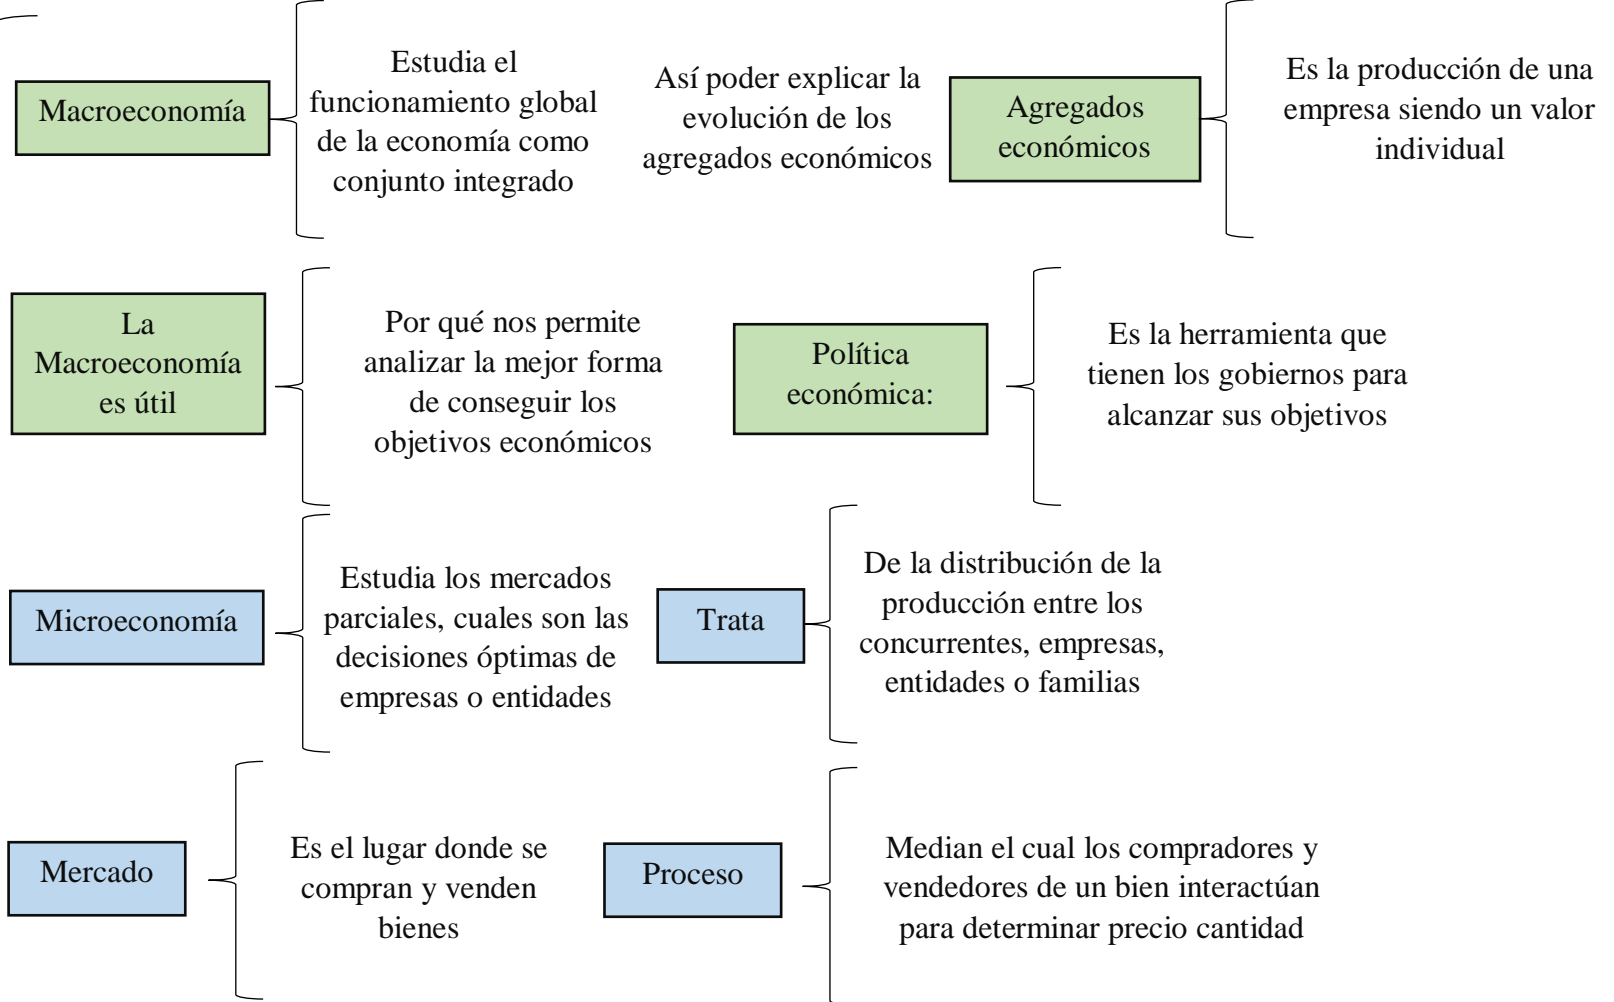 Macroeconomía
Estudia el
funcionamiento global
de la economía como
conjunto integrado
Así poder explicar la
evolución de los
agregados económicos
Agregados
económicos
Es la producción de una
empresa siendo un valor
individual
La
Macroeconomía
es útil
Por qué nos permite
analizar la mejor forma
de conseguir los
objetivos económicos
Política
económica:
Es la herramienta que
tienen los gobiernos para
alcanzar sus objetivos
Microeconomía
Estudia los mercados
parciales, cuales son las
decisiones óptimas de
empresas o entidades
Trata
De la distribución de la
producción entre los
concurrentes, empresas,
entidades o familias
Mercado
Es el lugar donde se
compran y venden
bienes
Proceso
Median el cual los compradores y
vendedores de un bien interactúan
para determinar precio cantidad